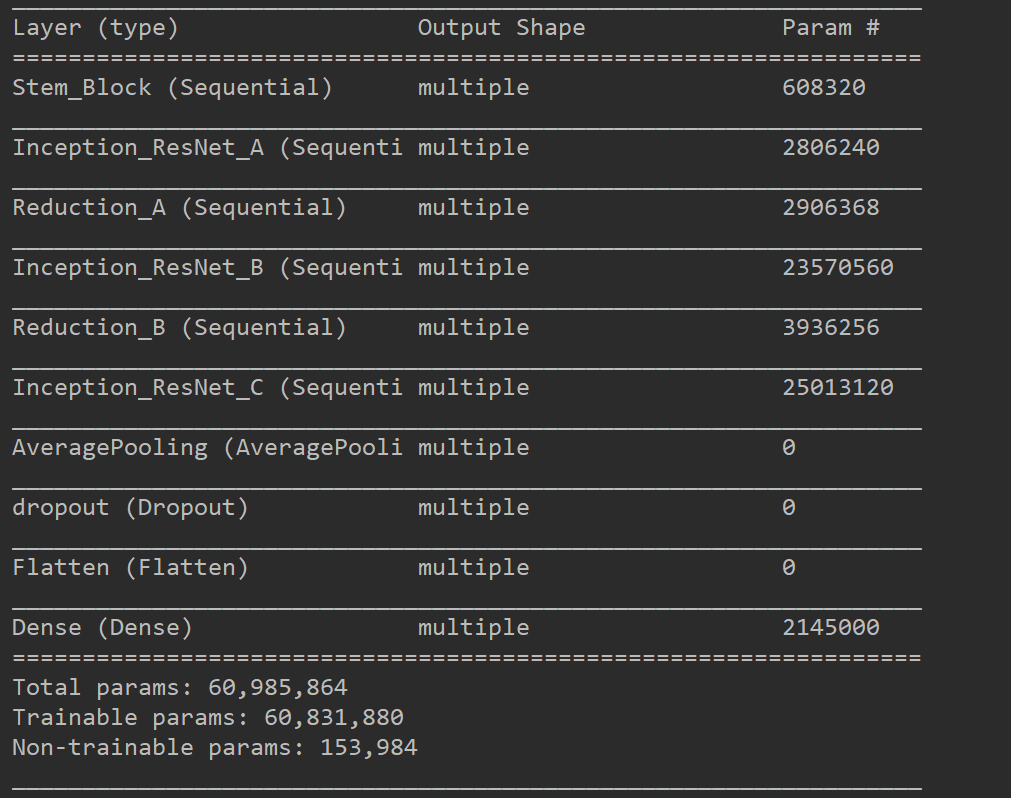 Layer (type) Output Shape Param #
=================================================================
Stem_Block (Sequential) multiple 608320
Inception_ResNet_A (Sequenti multiple 2806240
Reduction_A (Sequential) multiple 2906368
Inception_ResNet_B (Sequenti multiple 23570560
Reduction_B (Sequential) multiple 3936256
Inception_ResNet_C (Sequenti multiple 25013120
AveragePooling (AveragePooli multiple 0
dropout (Dropout) multiple 0
Flatten (Flatten) multiple 0
Dense (Dense) multiple 2145000
=================================================================
Total params: 60,985,864
Trainable params: 60,831,880
Non-trainable params: 153,984